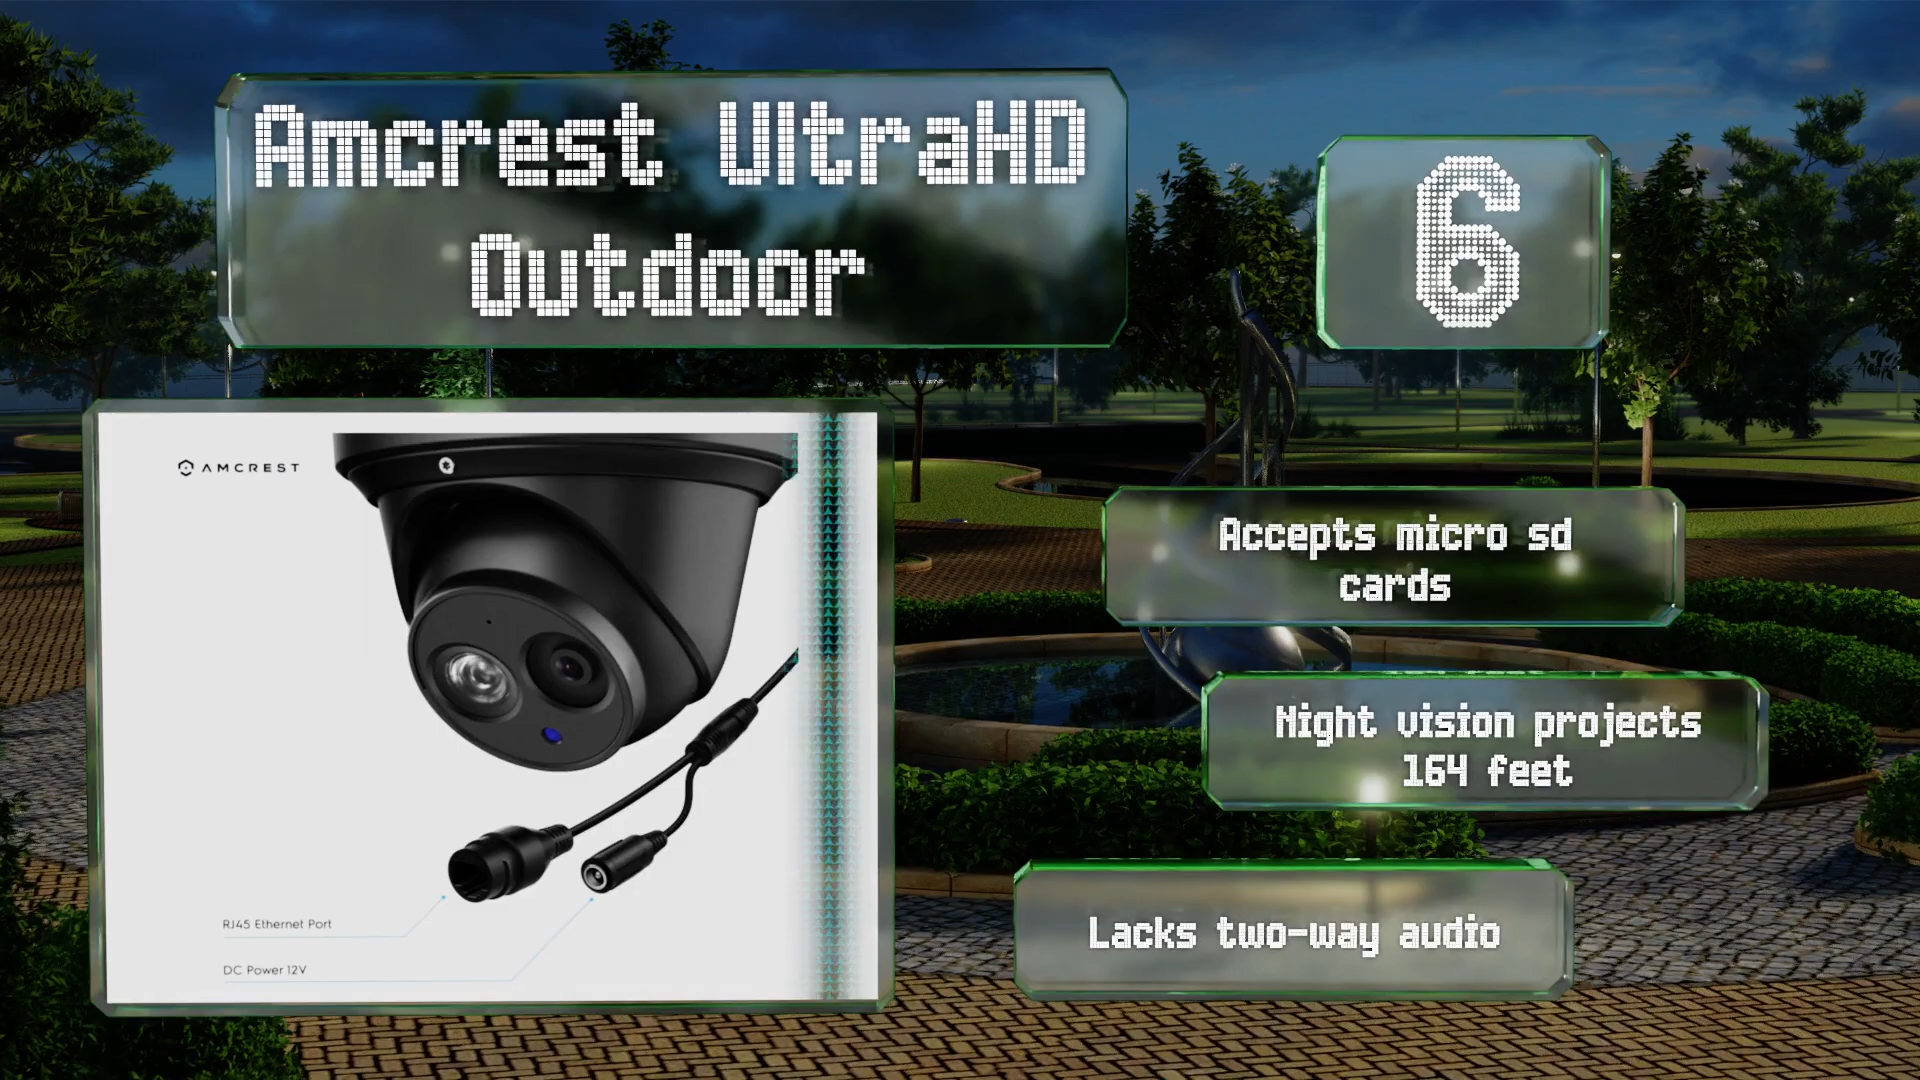 Amcrest UltraHD
Outdoor
6
AMCREST
RJ45 Ethernet Port
DC Power 12V
Accepts micro sd
cards
Night vision projects
164 feet
Lacks two-way audio